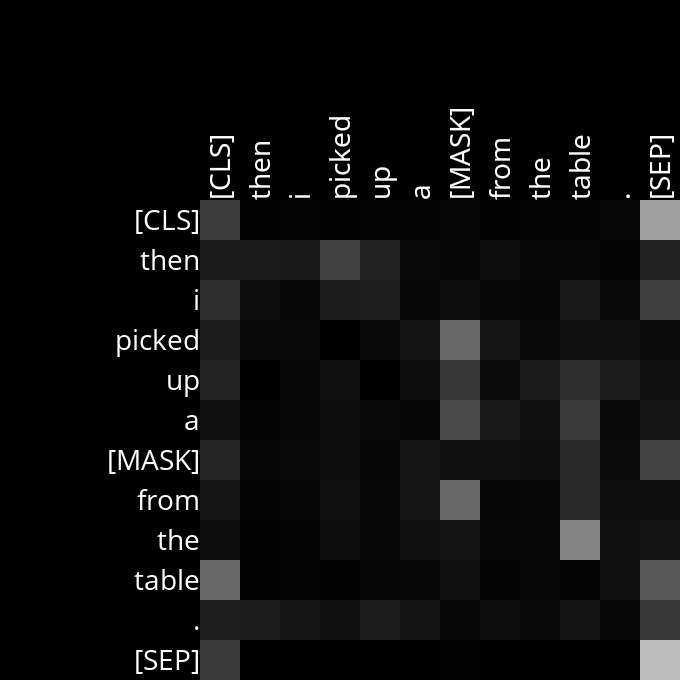 [CLS] then i picked up a [MASK] from the table . [SEP]
[CLS]
then
i
picked
up
a
[MASK]
from
the
table
.
[SEP]